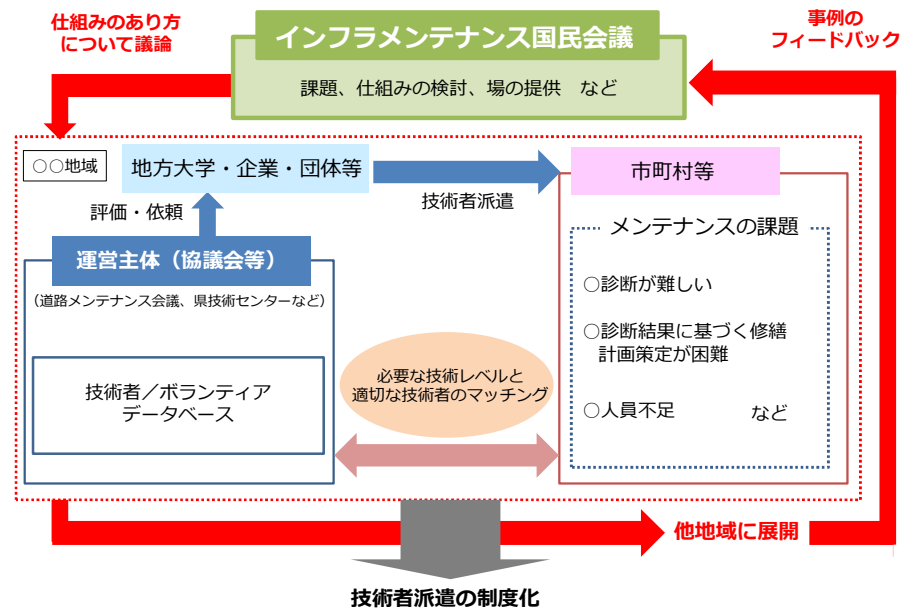 仕組みのあり方
について議論
インフラメンテナンス国民会議
課題、仕組みの検討、場の提供　など
事例の
フィードバック
○○地域
地方大学・企業・団体等
技術者派遣
市町村等
評価・依頼
運営主体（協議会等）
（道路メンテナンス会議、県技術センターなど）
技術者／ボランティア
データベース
必要な技術レベルと
適切な技術者のマッチング
メンテナンスの課題
○診断が難しい
○診断結果に基づく修繕
計画策定が困難
○人員不足　　　など
他地域に展開
技術者派遣の制度化